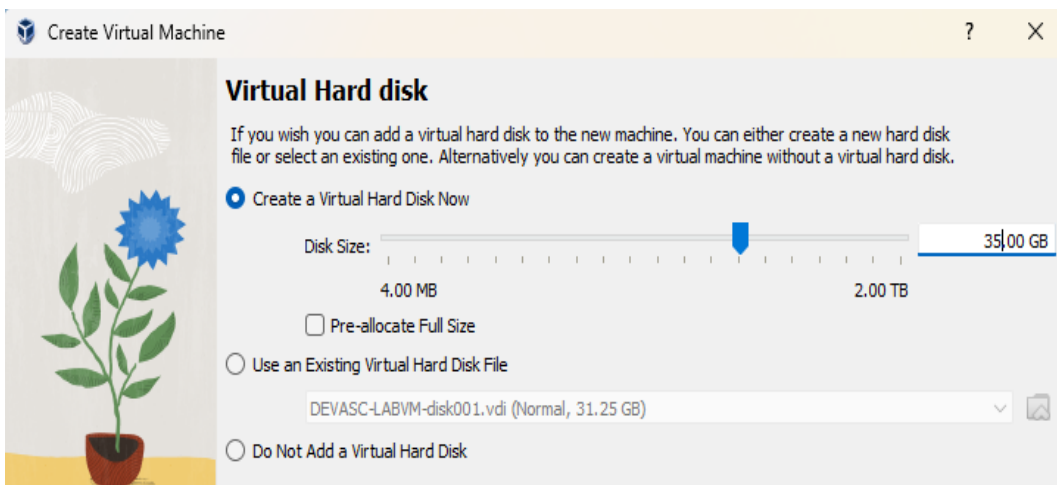 Create Virtual Machine
?
Virtual Hard disk
If you wish you can add a virtual hard disk to the new machine. You can either create a new hard disk
file or select an existing one. Alternatively you can create a virtual machine without a virtual hard disk.
Create a Virtual Hard Disk Now
Disk Size:
35.00 GB
4.00 MB
2.00 TB
Pre-allocate Full Size
Use an Existing Virtual Hard Disk File
DEVASC-LABVM-disk001.vdi (Normal, 31.25 GB)
Do Not Add a Virtual Hard Disk